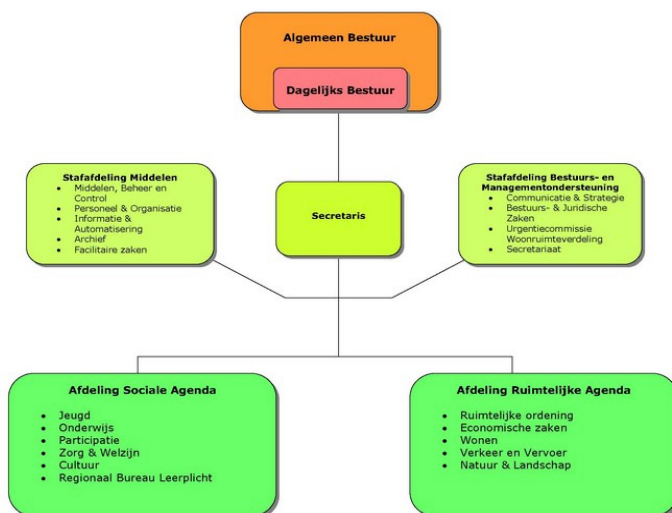 Algemeen Bestuur
Dagelijks Bestuur
Stafafdeling Middelen
• Middelen, Beheer en
Control
• Personeel & Organisatie
• Informatie &
Automatisering
• Archief
• Facilitaire zaken
Secretaris
Stafafdeling Bestuurs- en
Managementondersteuning
• Communicatie & Strategie
• Bestuurs- & Juridische
Zaken
• Urgentiecommissie
Woonruimteverdeling
• Secretariaat
Afdeling Sociale Agenda
• Jeugd
• Onderwijs
• Participatie
• Zorg & Welzijn
• Cultuur
• Regionaal Bureau Leerplicht
Afdeling Ruimtelijke Agenda
• Ruimtelijke ordening
• Economische zaken
• Wonen
• Verkeer en Vervoer
• Natuur & Landschap